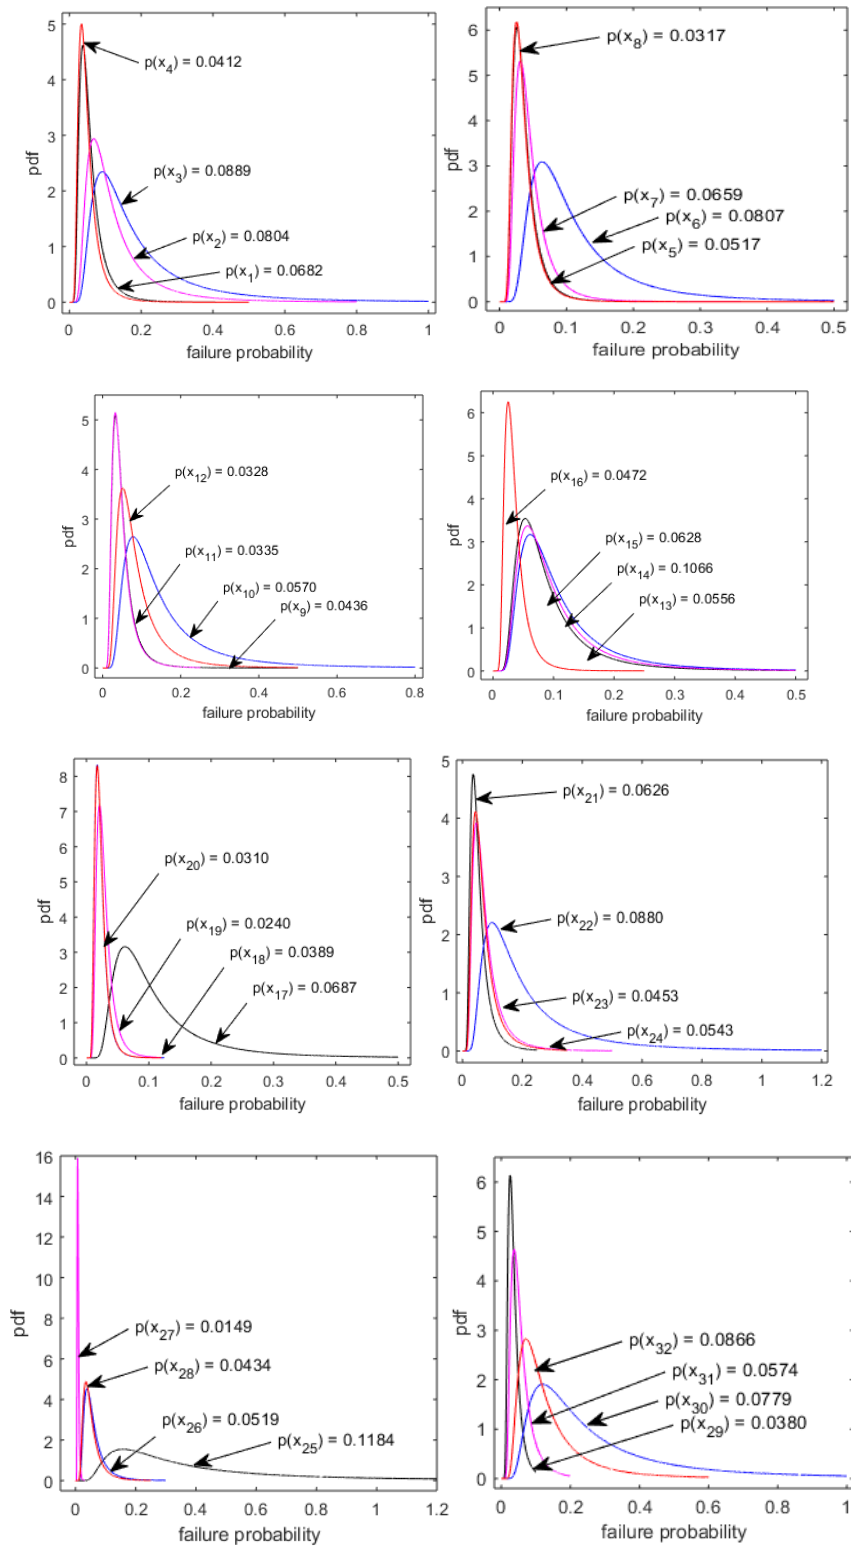 5
4
3
2
1
0
pdf
p(x4) = 0.0412
p(x3) = 0.0889
p(x2) = 0.0804
p(x1) = 0.0682
0 0.2 0.4 0.6 0.8 1
failure probability
6
5
4
3
2
1
0
pdf
p(x8) = 0.0317
p(x7) = 0.0659
p(x6) = 0.0807
p(x5) = 0.0517
0 0.1 0.2 0.3 0.4 0.5
failure probability
5
4
3
2
1
0
pdf
p(x12) = 0.0328
p(x11) = 0.0335
p(x10) = 0.0570
p(x9) = 0.0436
0 0.2 0.4 0.6 0.8
failure probability
6
5
4
3
2
1
0
pdf
p(x16) = 0.0472
p(x15) = 0.0628
p(x14) = 0.1066
p(x13) = 0.0556
0 0.1 0.2 0.3 0.4 0.5
failure probability
8
7
6
5
4
3
2
1
0
pdf
p(x20) = 0.0310
p(x19) = 0.0240
p(x18) = 0.0389
p(x17) = 0.0687
0 0.1 0.2 0.3 0.4 0.5
failure probability
5
4
3
2
1
0
pdf
p(x21) = 0.0626
p(x22) = 0.0880
p(x23) = 0.0453
p(x24) = 0.0543
0 0.2 0.4 0.6 0.8 1 1.2
failure probability
16
14
12
10
8
6
4
2
0
pdf
p(x27) = 0.0149
p(x28) = 0.0434
p(x26) = 0.0519
p(x25) = 0.1184
0 0.2 0.4 0.6 0.8 1 1.2
failure probability
6
5
4
3
2
1
0
pdf
p(x32) = 0.0866
p(x31) = 0.0574
p(x30) = 0.0779
p(x29) = 0.0380
0 0.2 0.4 0.6 0.8 1
failure probability